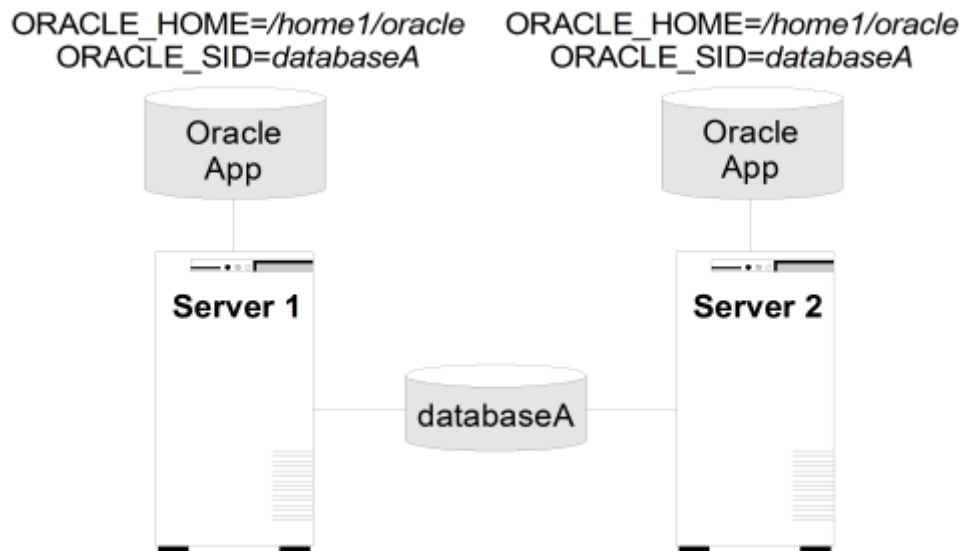 ORACLE_HOME=/home1/oracle
ORACLE_SID=databaseA
ORACLE_HOME=/home1/oracle
ORACLE_SID=databaseA
Oracle
App
Oracle
App
Server 1
Server 2
databaseA